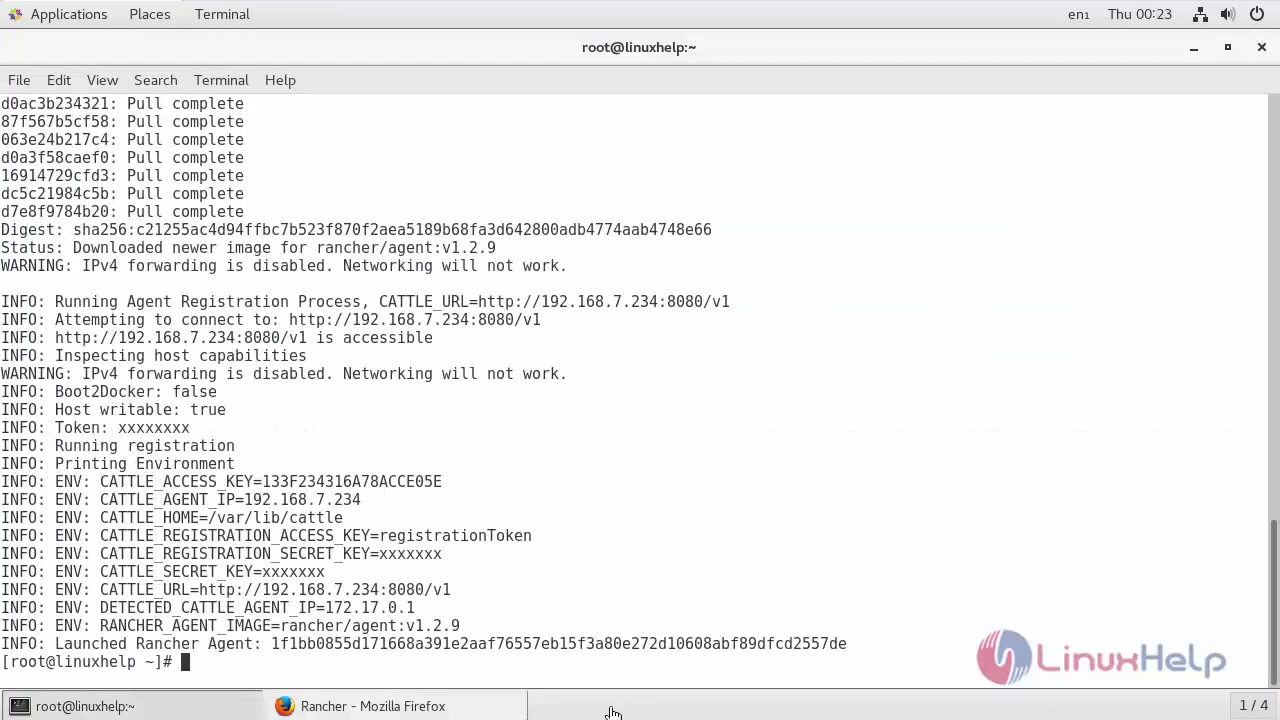 Applications Places Terminal en₁ Thu 00:23
root@linuxhelp:~
File Edit View Search Terminal Help
d0ac3b234321: Pull complete
87f567b5cf58: Pull complete
063e24b217c4: Pull complete
d0a3f58caef0: Pull complete
16914729cfd3: Pull complete
dc5c21984c5b: Pull complete
d7e8f9784b20: Pull complete
Digest: sha256:c21255ac4d94ffbc7b523f870f2aea5189b68fa3d642800adb4774aab4748e66
Status: Downloaded newer image for rancher/agent:v1.2.9
WARNING: IPv4 forwarding is disabled. Networking will not work.
INFO: Running Agent Registration Process, CATTLE_URL=http://192.168.7.234:8080/v1
INFO: Attempting to connect to: http://192.168.7.234:8080/v1
INFO: http://192.168.7.234:8080/v1 is accessible
INFO: Inspecting host capabilities
WARNING: IPv4 forwarding is disabled. Networking will not work.
INFO: Boot2Docker: false
INFO: Host writable: true
INFO: Token: xxxxxxxx
INFO: Running registration
INFO: Printing Environment
INFO: ENV: CATTLE_ACCESS_KEY=133F234316A78ACCE05E
INFO: ENV: CATTLE_AGENT_IP=192.168.7.234
INFO: ENV: CATTLE_HOME=/var/lib/cattle
INFO: ENV: CATTLE_REGISTRATION_ACCESS_KEY=registrationToken
INFO: ENV: CATTLE_REGISTRATION_SECRET_KEY=xxxxxxx
INFO: ENV: CATTLE_SECRET_KEY=xxxxxxx
INFO: ENV: CATTLE_URL=http://192.168.7.234:8080/v1
INFO: ENV: DETECTED_CATTLE_AGENT_IP=172.17.0.1
INFO: ENV: RANCHER_AGENT_IMAGE=rancher/agent:v1.2.9
INFO: Launched Rancher Agent: 1f1bb0855d171668a391e2aaf76557eb15f3a80e272d10608abf89dfcd2557de
[root@linuxhelp ~]#
LinuxHelp
root@linuxhelp:~ Rancher - Mozilla Firefox 1 / 4